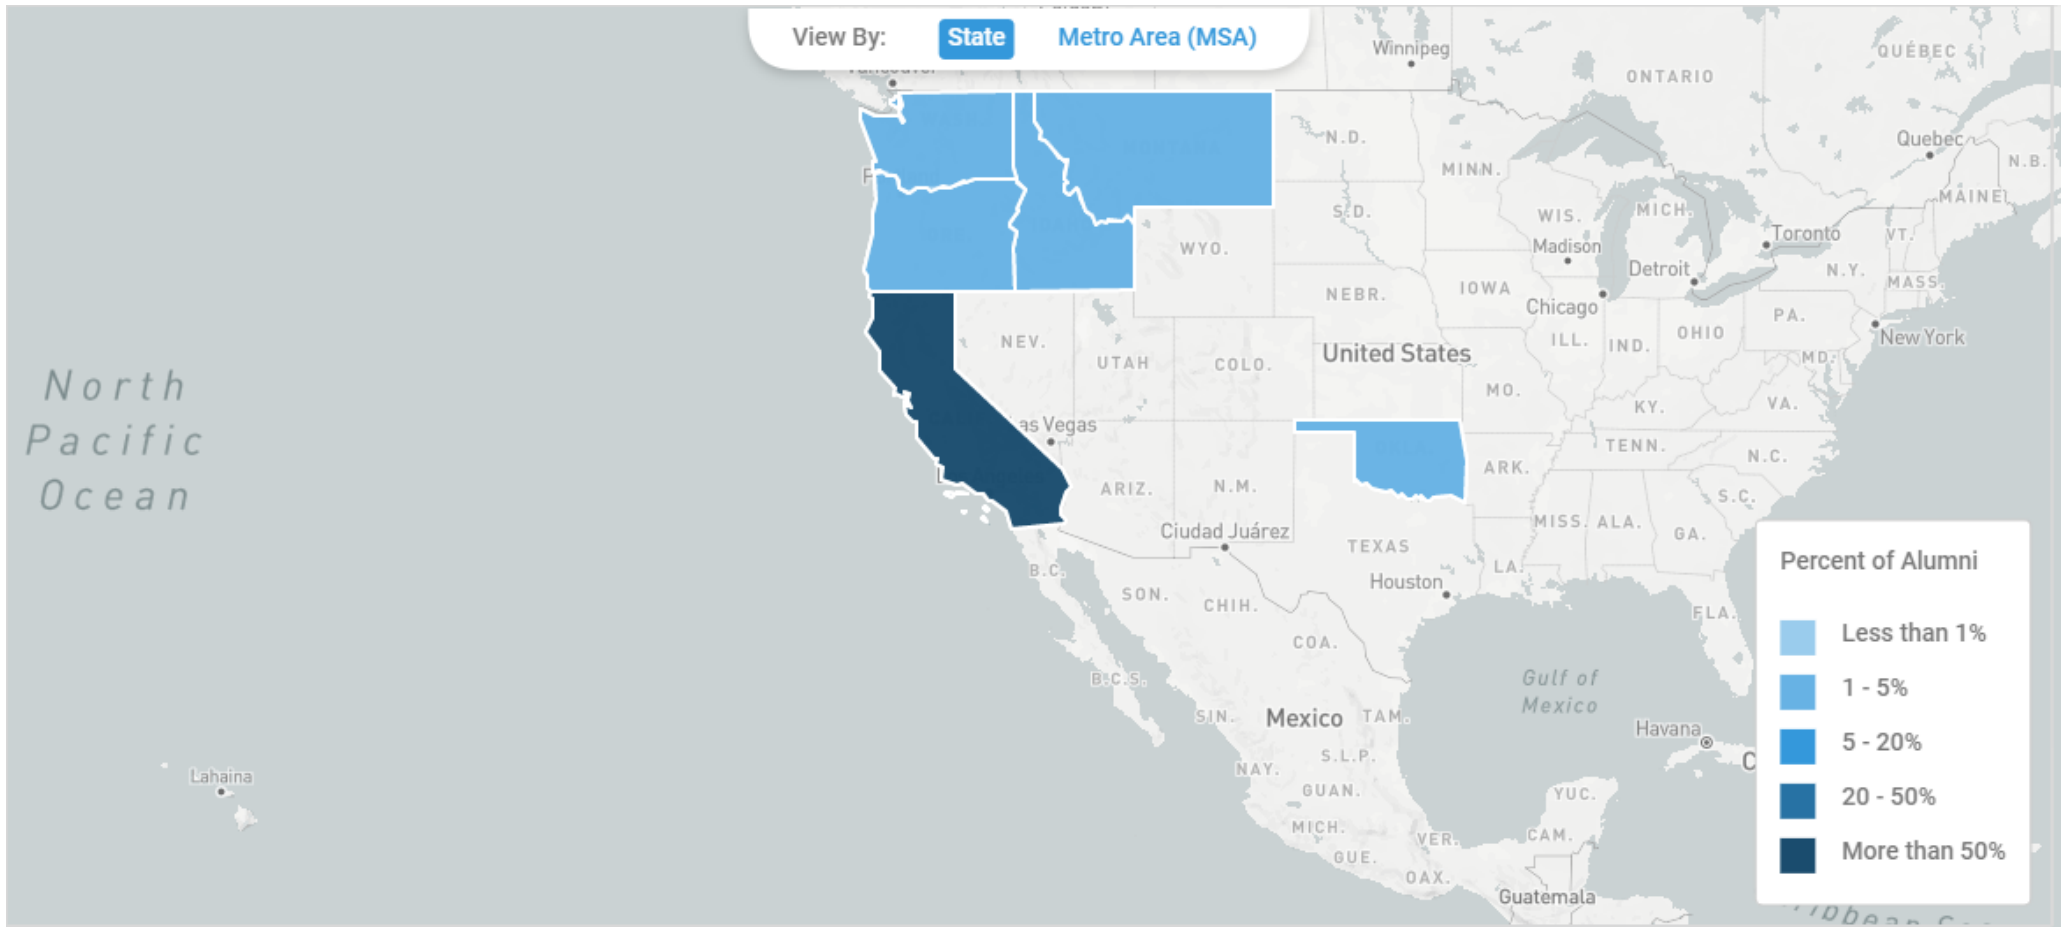 View By:
State
Metro Area (MSA)
Winnipeg
ONTARIO
QUÉBEC
Quebec
N.B.
MAINE
N.D.
MINN.
S.D.
WIS.
MICH.
Madison
Toronto
VT.
Detroit
N.Y.
MASS.
WYO.
NEBR.
IOWA
Chicago
PA.
New York
NEV.
UTAH
COLO.
United States
ILL.
IND.
OHIO
MD.
MO.
KY.
VA.
as Vegas
ARIZ.
N.M.
ARK.
TENN.
N.C.
S.C.
MISS.
ALA.
GA.
Ciudad Juárez
TEXAS
Houston
LA.
FLA.
North
Pacific
Ocean
B.C.
SON.
CHIH.
COA.
B.C.S.
Gulf of
Mexico
SIN.
Mexico
TAM.
Havana
S.L.P.
NAY.
GUAN.
YUC.
MICH.
VER.
CAM.
GUE.
OAX.
Guatemala
Lahaina
Percent of Alumni
Less than 1%
1 - 5%
5 - 20%
20 - 50%
More than 50%